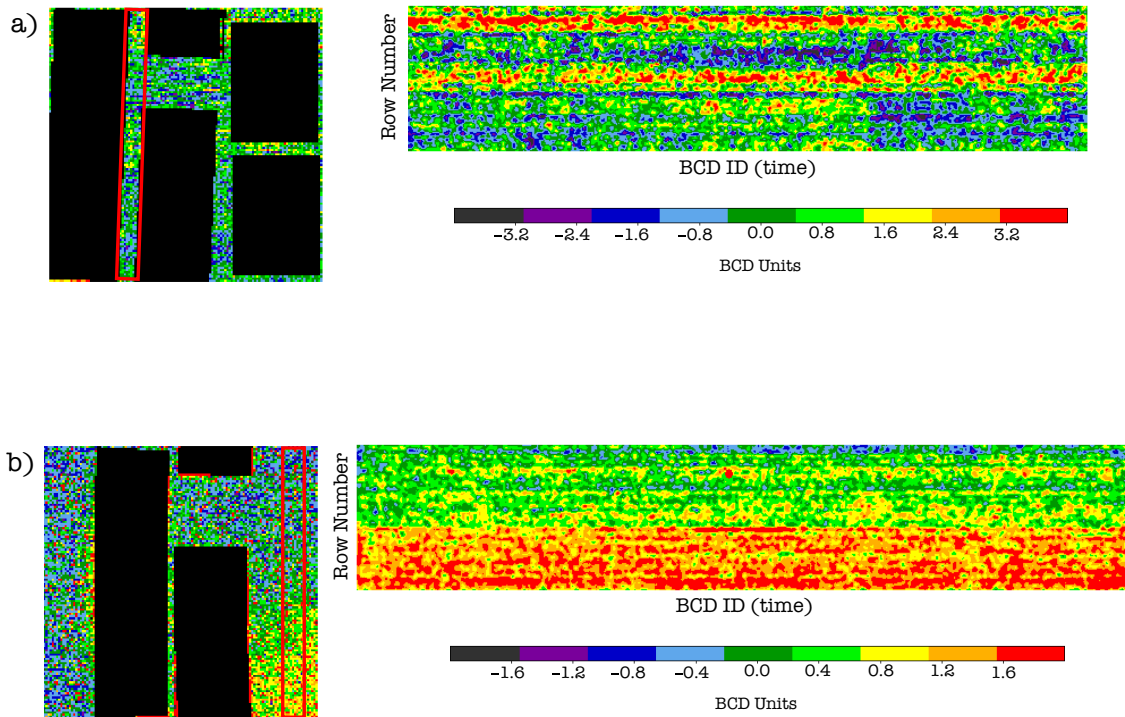 a)
Row Number
BCD ID (time)
-3.2 -2.4 -1.6 -0.8 0.0 0.8 1.6 2.4 3.2
BCD Units
b)
Row Number
BCD ID (time)
-1.6 -1.2 -0.8 -0.4 0.0 0.4 0.8 1.2 1.6
BCD Units